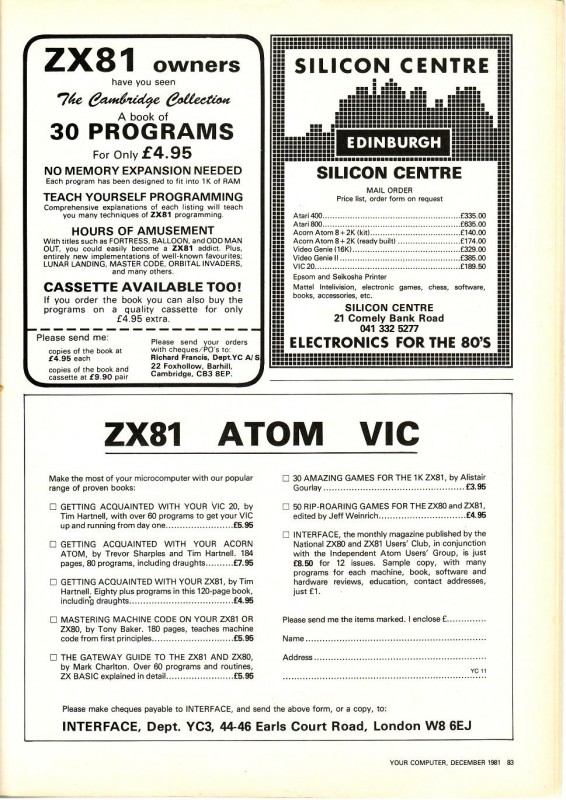 ZX81 owners
have you seen
The Cambridge Collection
A book of
30 PROGRAMS
For Only £4.95
NO MEMORY EXPANSION NEEDED
Each program has been designed to fit into 1K of RAM
TEACH YOURSELF PROGRAMMING
Comprehensive explanations of each listing will teach
you many techniques of ZX81 programming.
HOURS OF AMUSEMENT
With titles such as FORTRESS, BALLOON, and ODD MAN
OUT, you could easily become a ZX81 addict. Plus,
entirely new implementations of well-known favourites;
LUNAR LANDING, MASTER CODE, ORBITAL INVADERS,
and many others.
CASSETTE AVAILABLE TOO!
If you order the book you can also buy the
programs on a quality cassette for only
£4.95 extra.
Please send me:
copies of the book at
£4.95 each
copies of the book and
cassette at £9.90 pair
Please send your orders
with cheques/PO's to:
Richard Francis, Dept.YC A/S
22 Foxhollow, Barhill,
Cambridge, CB3 8EP.
SILICON CENTRE
EDINBURGH
SILICON CENTRE
MAIL ORDER
Price list, order form on request
Atari 400....................£335.00
Atari 800....................£635.00
Acorn Atom 8+2K (kit)....................£140.00
Acorn Atom 8+2K (ready built)....................£174.00
Video Genie (16K)....................£329.00
Video Genie II....................£385.00
VIC 20....................£189.50
Epsom and Seikosha Printer
Mattel Intelivision, electronic games, chess, software,
books, accessories, etc.
SILICON CENTRE
21 Comely Bank Road
041 332 5277
ELECTRONICS FOR THE 80'S
ZX81 ATOM VIC
Make the most of your microcomputer with our popular
range of proven books:
☐ GETTING ACQUAINTED WITH YOUR VIC 20, by
Tim Hartnell, with over 60 programs to get your VIC
up and running from day one....................£5.95
☐ GETTING ACQUAINTED WITH YOUR ACORN
ATOM, by Trevor Sharples and Tim Hartnell. 184
pages, 80 programs, including draughts........£7.95
☐ GETTING ACQUAINTED WITH YOUR ZX81, by Tim
Hartnell. Eighty plus programs in this 120-page book,
including draughts..............................£4.95
☐ MASTERING MACHINE CODE ON YOUR ZX81 OR
ZX80, by Tony Baker. 180 pages, teaches machine
code from first principles..........................£5.95
☐ THE GATEWAY GUIDE TO THE ZX81 AND ZX80,
by Mark Charlton. Over 60 programs and routines,
ZX BASIC explained in detail....................£5.95
☐ 30 AMAZING GAMES FOR THE 1K ZX81, by Alistair
Gourlay..............................................£3.95
☐ 50 RIP-ROARING GAMES FOR THE ZX80 and ZX81,
edited by Jeff Weinrich..............................£4.95
☐ INTERFACE, the monthly magazine published by the
National ZX80 and ZX81 Users' Club, in conjunction
with the Independent Atom Users' Group, is just
£8.50 for 12 issues. Sample copy, with many
programs for each machine, book, software and
hardware reviews, education, contact addresses,
just £1.
Please send me the items marked. I enclose £.............
Name..............................................................
Address...........................................................
YC 11
Please make cheques payable to INTERFACE, and send the above form, or a copy, to:
INTERFACE, Dept. YC3, 44-46 Earls Court Road, London W8 6EJ
YOUR COMPUTER, DECEMBER 1981 83